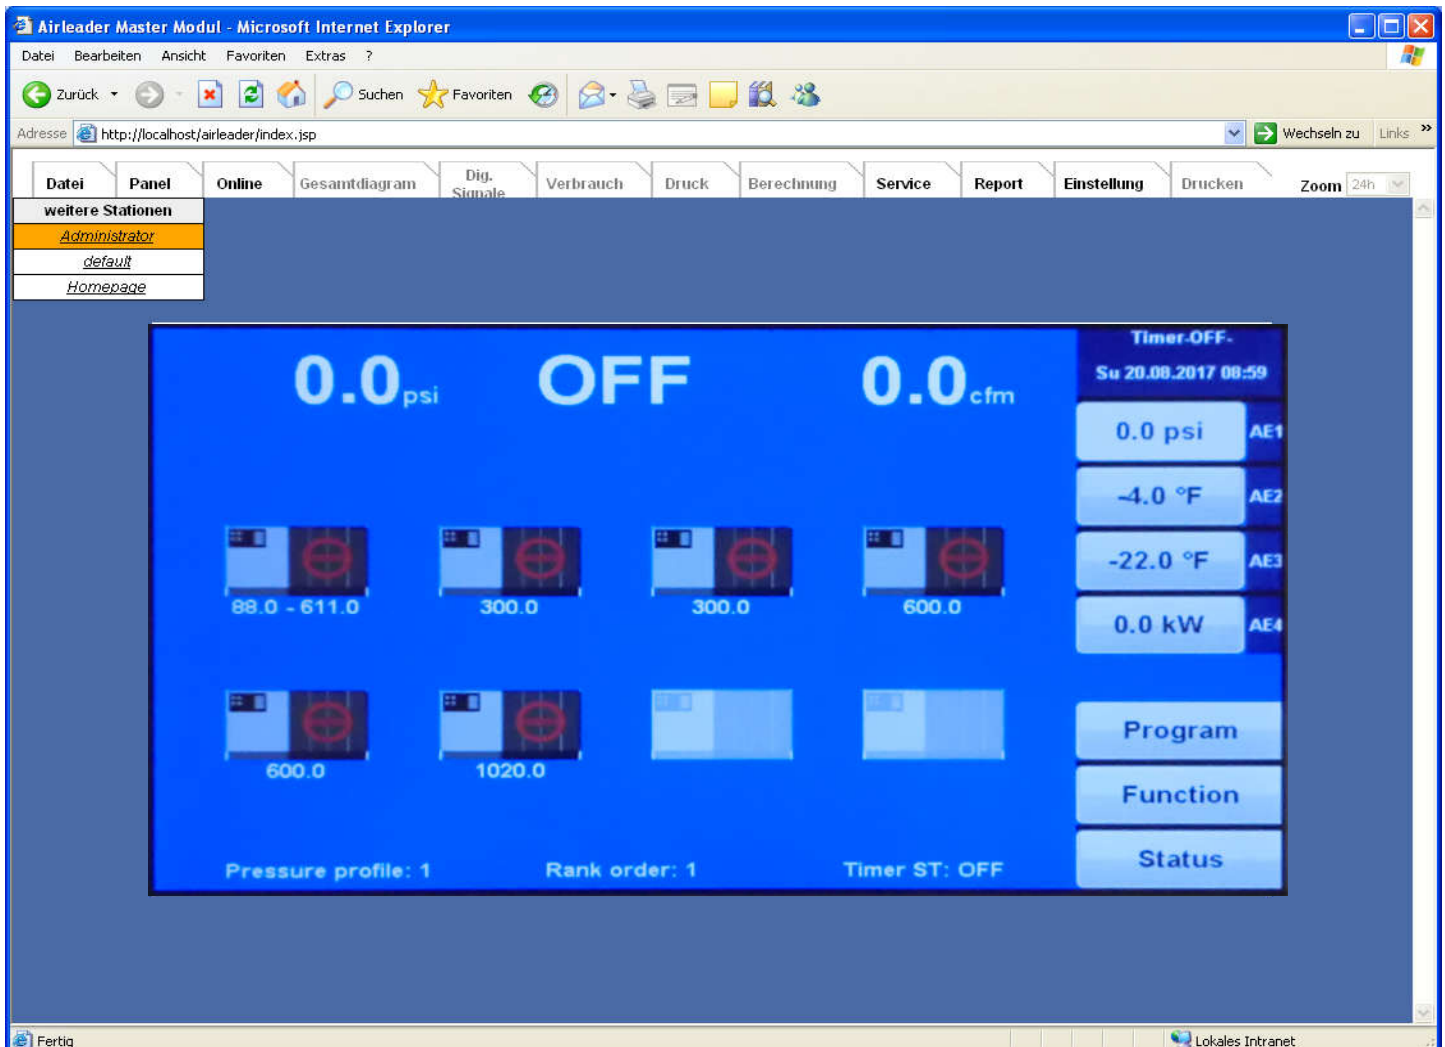 Airleader Master Modul - Microsoft Internet Explorer
Datei Bearbeiten Ansicht Favoriten Extras ?
Zurück Suchen Favoriten
Adresse http://localhost/airleader/index.jsp Wechseln zu Links »
Datei Panel Online Gesamtdiagram Dig. Signale Verbrauch Druck Berechnung Service Report Einstellung Drucken Zoom 24h
weitere Stationen
Administrator
default
Homepage
0.0 psi OFF 0.0 cfm
Timer-OFF-
Su 20.08.2017 08:59
0.0 psi AE1
-4.0 °F AE2
-22.0 °F AE3
0.0 kW AE4
88.0 - 611.0 300.0 300.0 600.0
600.0 1020.0
Program
Function
Status
Pressure profile: 1 Rank order: 1 Timer ST: OFF
Fertig Lokales Intranet